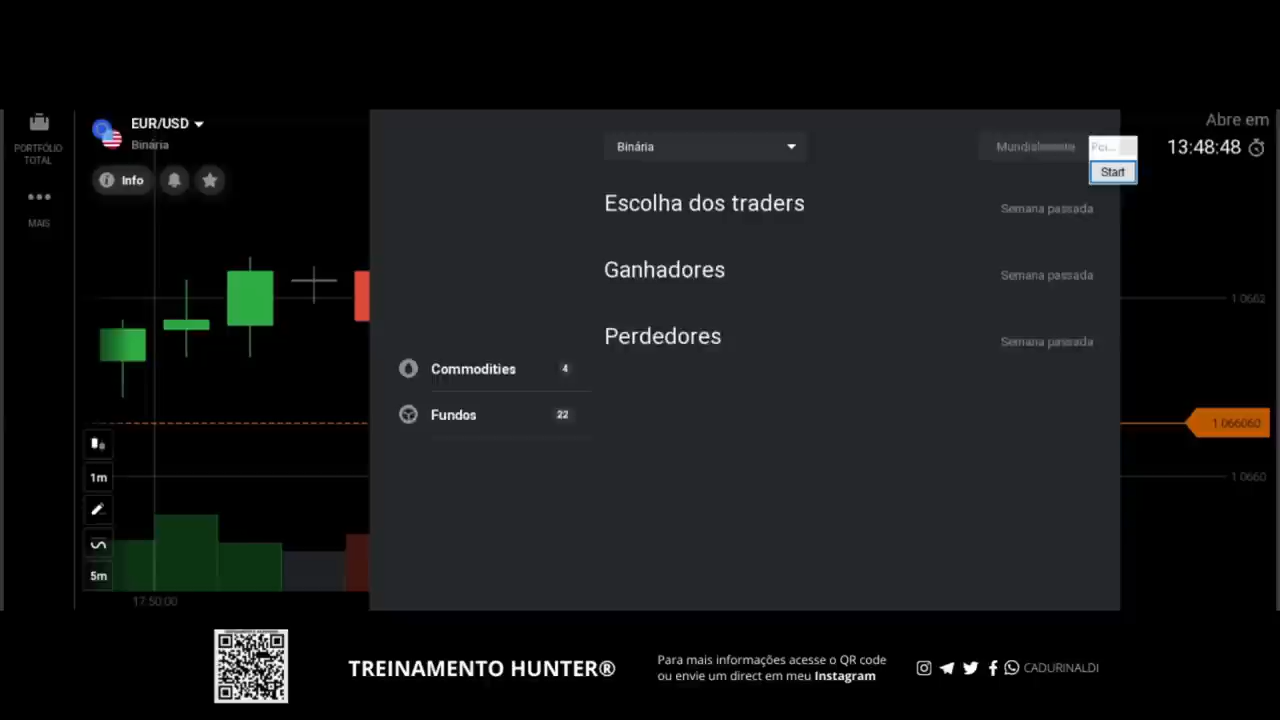 PORTFÓLIO
TOTAL
MAIS
EUR/USD
Binária
Info
Binária
Mundialmente
Start
Escolha dos traders
Semana passada
Ganhadores
Semana passada
Perdedores
Semana passada
Commodities 4
Fundos 22
Abre em
13:48:48
1.0662
1.066060
1.0660
1m
5m
17:50:00
TREINAMENTO HUNTER®
Para mais informações acesse o QR code
ou envie um direct em meu Instagram
CADURINALDI